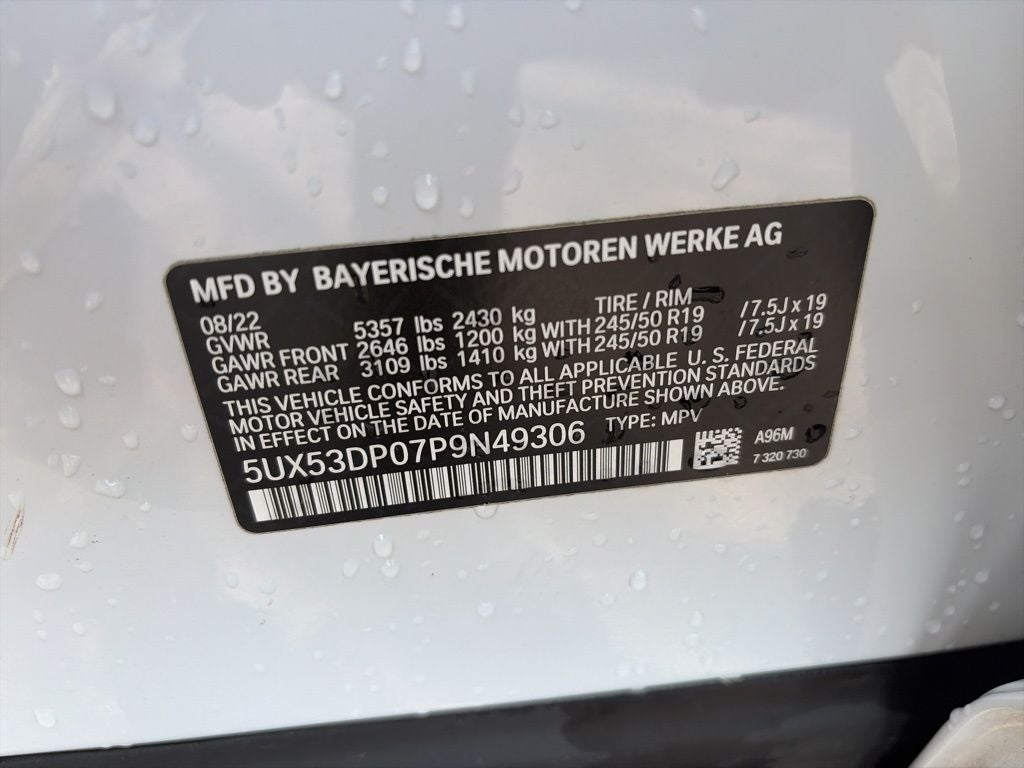 MFD BY BAYERISCHE MOTOREN WERKE AG
08/22 TIRE / RIM
GVWR 5357 lbs 2430 kg
GAWR FRONT 2646 lbs 1200 kg WITH 245/50 R19 / 7.5J x 19
GAWR REAR 3109 lbs 1410 kg WITH 245/50 R19 / 7.5J x 19
THIS VEHICLE CONFORMS TO ALL APPLICABLE U. S. FEDERAL
MOTOR VEHICLE SAFETY AND THEFT PREVENTION STANDARDS
IN EFFECT ON THE DATE OF MANUFACTURE SHOWN ABOVE.
5UX53DP07P9N49306 TYPE: MPV
A96M
7 320 730